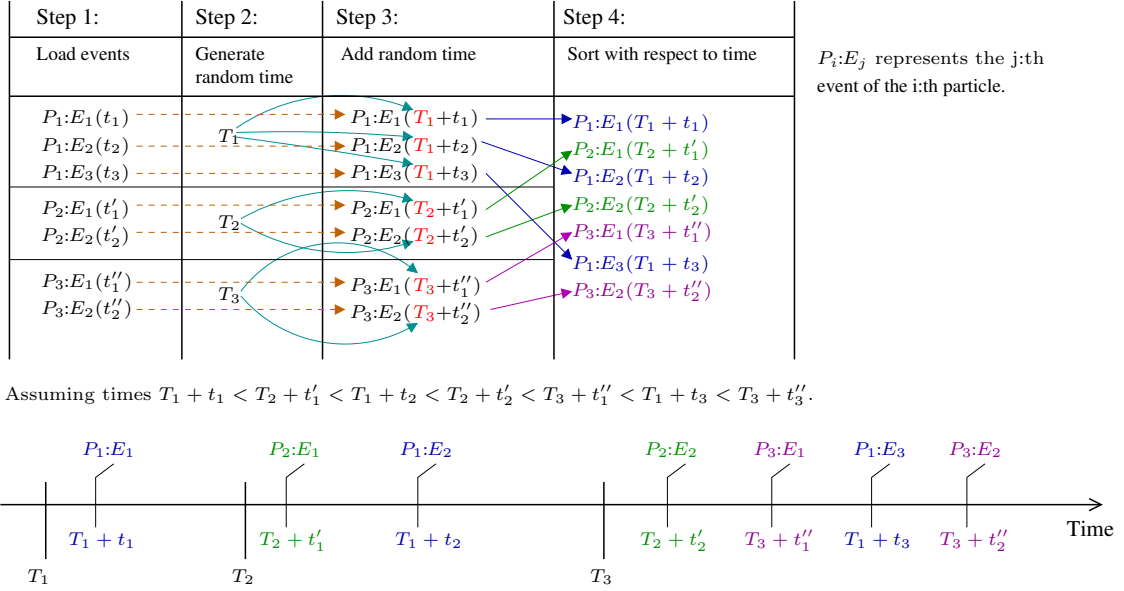 Step 1: Step 2: Step 3: Step 4:
Load events Generate random time Add random time Sort with respect to time
P₁:E₁(t₁) P₁:E₁(T₁+t₁) P₁:E₁(T₁ + t₁)
T₁
P₁:E₂(t₂) P₁:E₂(T₁+t₂) P₂:E₁(T₂ + t′₁)
P₁:E₃(t₃) P₁:E₃(T₁+t₃) P₁:E₂(T₁ + t₂)
P₂:E₁(t′₁) P₂:E₁(T₂+t′₁) P₂:E₂(T₂ + t′₂)
T₂
P₂:E₂(t′₂) P₂:E₂(T₂+t′₂) P₃:E₁(T₃ + t″₁)
P₁:E₃(T₁ + t₃)
P₃:E₁(t″₁) P₃:E₁(T₃+t″₁) P₃:E₂(T₃ + t″₂)
T₃
P₃:E₂(t″₂) P₃:E₂(T₃+t″₂)
Pᵢ:Eⱼ represents the j:th
event of the i:th particle.
Assuming times T₁ + t₁ < T₂ + t′₁ < T₁ + t₂ < T₂ + t′₂ < T₃ + t″₁ < T₁ + t₃ < T₃ + t″₃.
P₁:E₁ P₂:E₁ P₁:E₂ P₂:E₂ P₃:E₁ P₁:E₃ P₃:E₂
T₁ + t₁ T₂ + t′₁ T₁ + t₂ T₂ + t′₂ T₃ + t″₁ T₁ + t₃ T₃ + t″₂
Time
T₁ T₂ T₃